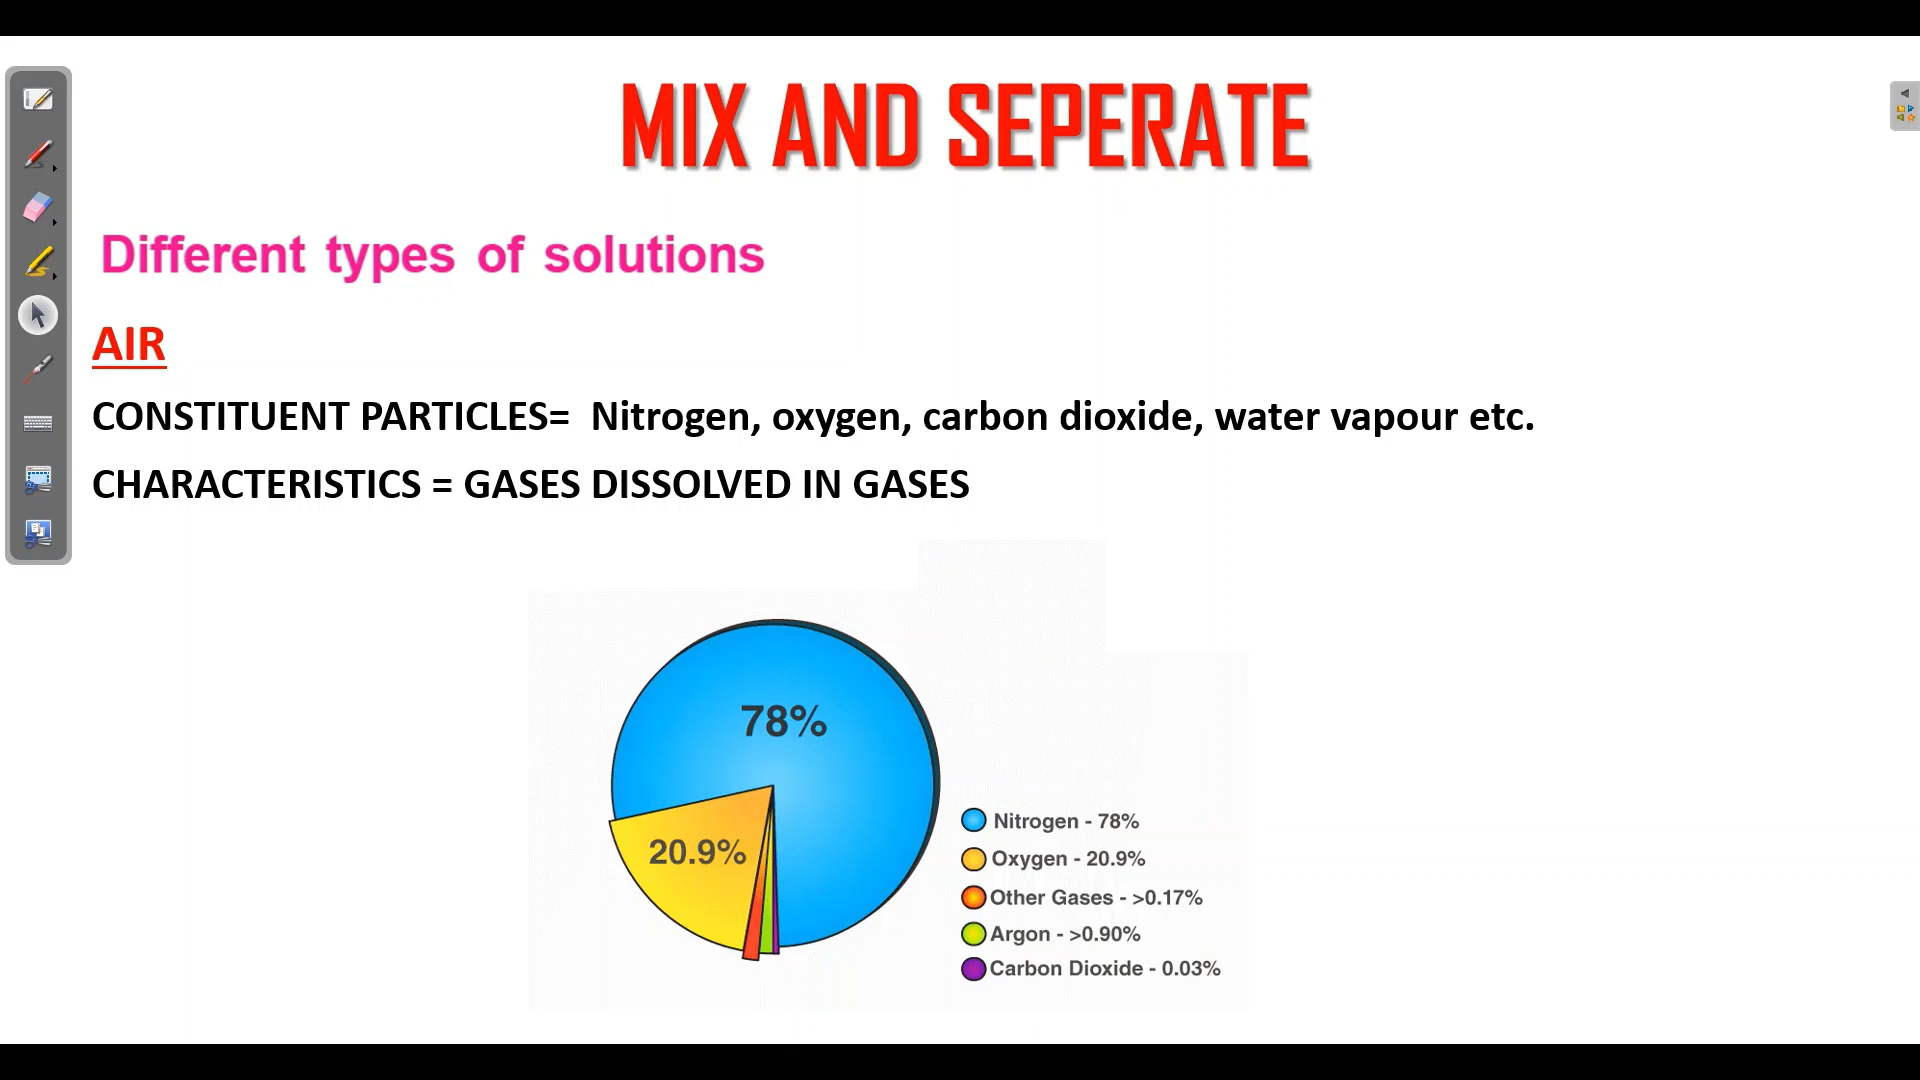 MIX AND SEPERATE
Different types of solutions
AIR
CONSTITUENT PARTICLES= Nitrogen, oxygen, carbon dioxide, water vapour etc.
CHARACTERISTICS = GASES DISSOLVED IN GASES
78%
20.9%
Nitrogen - 78%
Oxygen - 20.9%
Other Gases - >0.17%
Argon - >0.90%
Carbon Dioxide - 0.03%